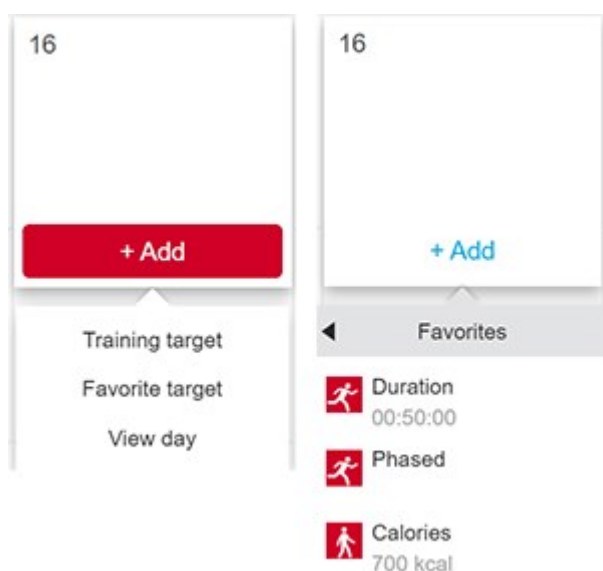 16
+ Add
Training target
Favorite target
View day
16
+ Add
Favorites
Duration
00:50:00
Phased
Calories
700 kcal